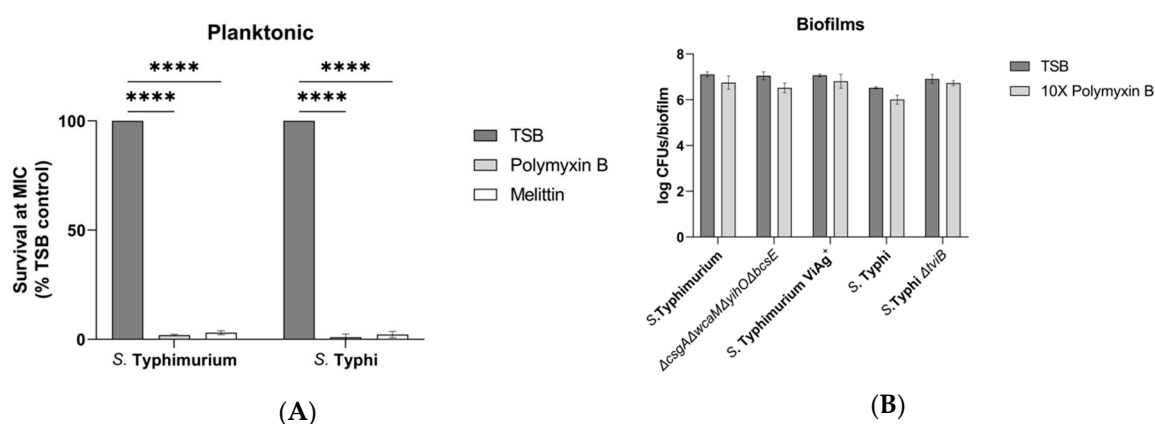 Planktonic
****
****
****
****
100
50
0
Survival at MIC
(% TSB control)
S. Typhimurium
S. Typhi
TSB
Polymyxin B
Melittin
(A)
Biofilms
8
6
4
2
0
log CFUs/biofilm
S.Typhimurium
ΔcsgAΔwcaMΔyihOΔbcsE
S. Typhimurium ViAg+
S. Typhi
S.Typhi ΔtviB
TSB
10X Polymyxin B
(B)